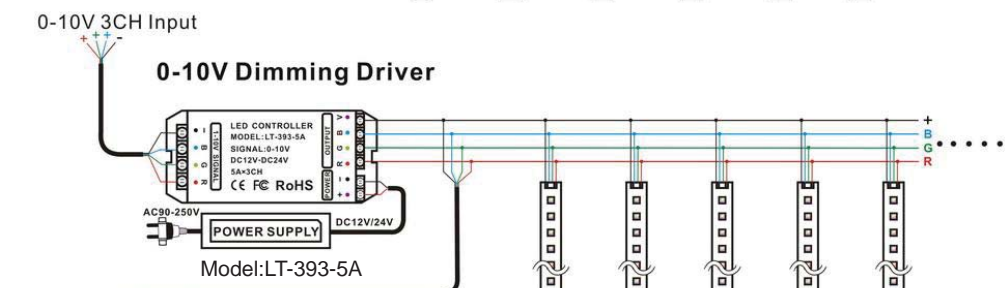 0-10V 3CH Input
+ + + -
0-10V Dimming Driver
LED CONTROLLER
MODEL:LT-393-5A
SIGNAL:0-10V
DC12V-DC24V
5A×3CH
CE FC RoHS
1-10V SIGNAL
- B G R
OUTPUT
V B G R
POWER
- +
+
B
G
R
AC90-250V
POWER SUPPLY
DC12V/24V
Model:LT-393-5A